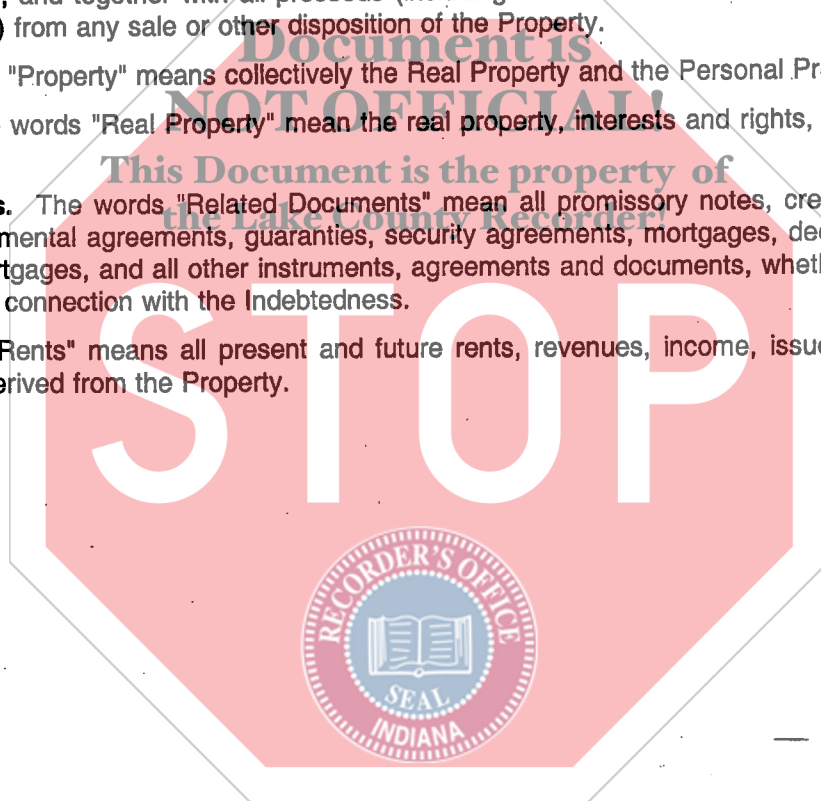 , and together with all proceeds (including
) from any sale or other disposition of the Property.
Document is
"Property" means collectively the Real Property and the Personal Pr
NOT OFFICIAL!
words "Real Property" mean the real property, interests and rights,
This Document is the property of
s. The words "Related Documents" mean all promissory notes, cre
the Lake County Recorder!
mental agreements, guaranties, security agreements, mortgages, dee
rtgages, and all other instruments, agreements and documents, wheth
connection with the Indebtedness.
Rents" means all present and future rents, revenues, income, issue
erived from the Property.
STOP
RECORDER'S OFFICE
SEAL
INDIANA